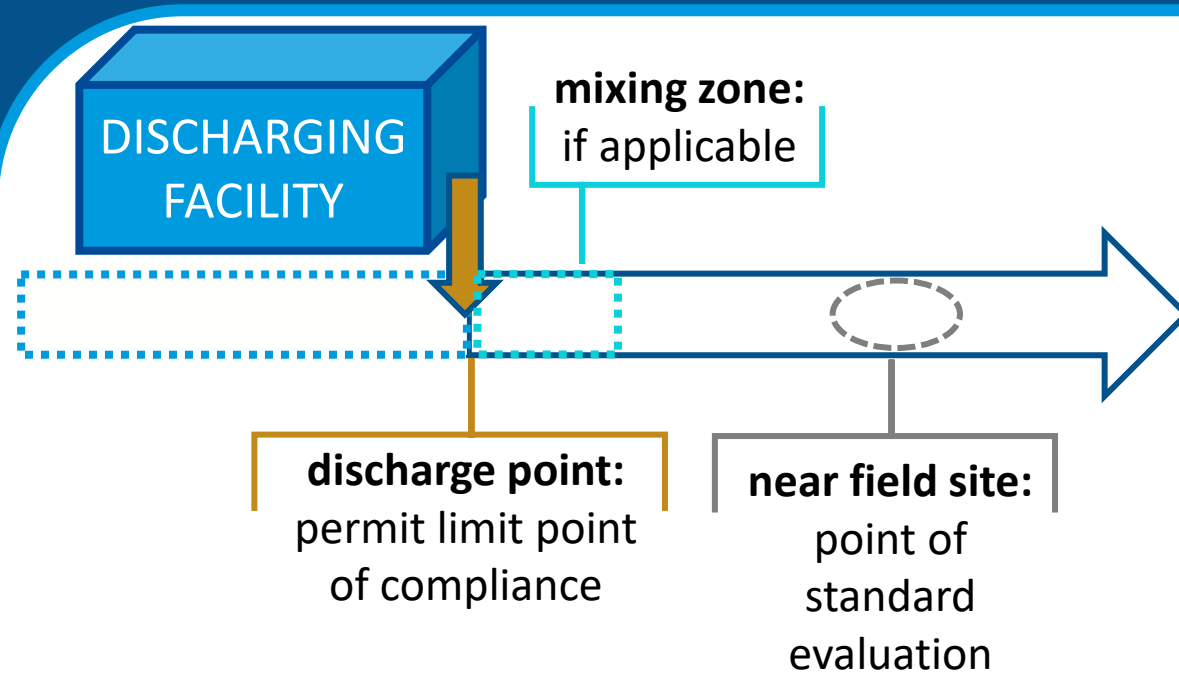 DISCHARGING
FACILITY
mixing zone:
if applicable
discharge point:
permit limit point
of compliance
near field site:
point of
standard
evaluation